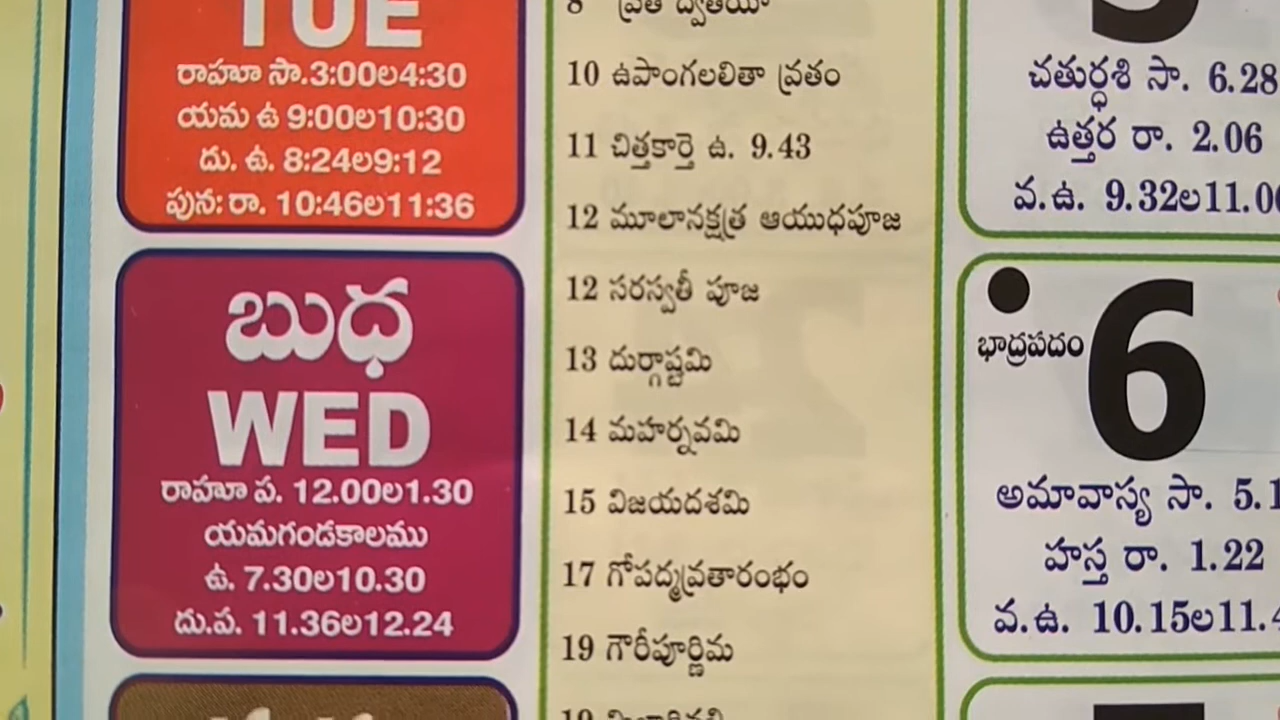 TUE
రాహూ సా.3:00ల4:30
యమ ఉ 9:00ల10:30
దు. ఉ. 8:24ల9:12
పున: రా. 10:46ల11:36
బుధ
WED
రాహూ ప. 12.00ల1.30
యమగండకాలము
ఉ. 7.30ల10.30
దు.ప. 11.36ల12.24
8
10 ఉపాంగలలితా వ్రతం
11 చిత్తకార్తె ఉ. 9.43
12 మూలానక్షత్ర ఆయుధపూజ
12 సరస్వతీ పూజ
13 దుర్గాష్టమి
14 మహర్నవమి
15 విజయదశమి
17 గోపద్మవ్రతారంభం
19 గౌరీపూర్ణిమ
చతుర్ధశి సా. 6.28
ఉత్తర రా. 2.06
వ.ఉ. 9.32ల11.0
భాద్రపదం
6
అమావాస్య సా. 5.1
హస్త రా. 1.22
వ.ఉ. 10.15ల11.4